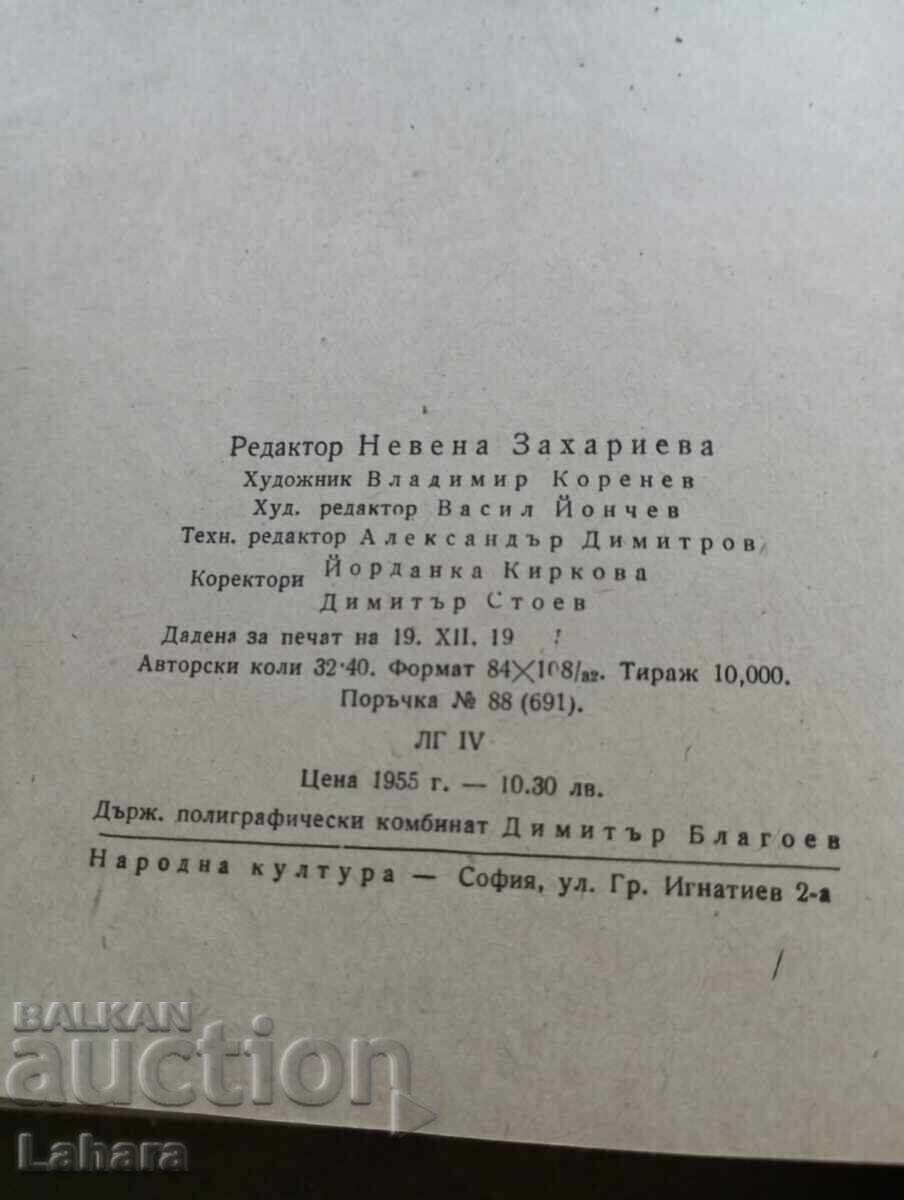 Редактор Невена Захариева
Художник Владимир Коренев
Худ. редактор Васил Йончев
Техн. редактор Александър Димитров
Коректори Йорданка Киркова
Димитър Стоев
Дадена за печат на 19. XII. 19
Авторски коли 32·40. Формат 84×108/32. Тираж 10,000.
Поръчка № 88 (691).
ЛГ IV
Цена 1955 г. — 10.30 лв.
Държ. полиграфически комбинат Димитър Благоев
Народна култура — София, ул. Гр. Игнатиев 2-а
BALKAN
auction
Lahara